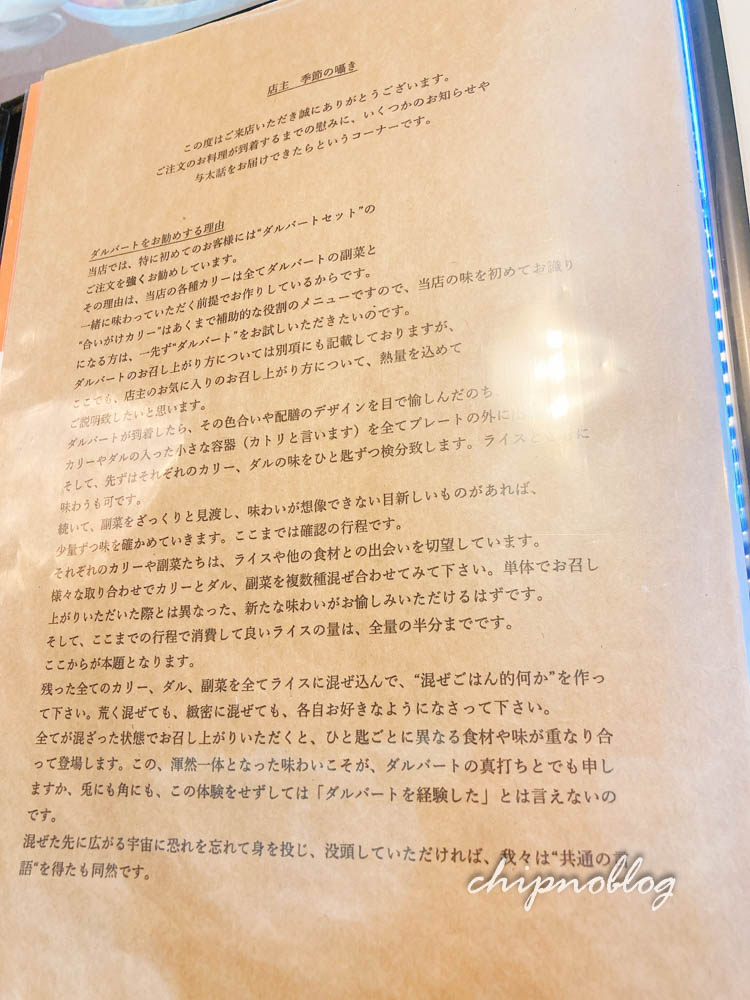 店主　季節の囁き
この度はご来店いただき誠にありがとうございます。
ご注文のお料理が到着するまでの慰みに、いくつかのお知らせや
与太話をお届けできたらというコーナーです。
ダルバートをお勧めする理由
当店では、特に初めてのお客様には“ダルバートセット”の
ご注文を強くお勧めしています。
その理由は、当店の各種カリーは全てダルバートの副菜と
一緒に味わっていただく前提でお作りしているからです。
“合いがけカリー”はあくまで補助的な役割のメニューですので、当店の味を初めてお識り
になる方は、一先ず“ダルバート”をお試しいただきたいのです。
ダルバートのお召し上がり方については別項にも記載しておりますが、
ここでも、店主のお気に入りのお召し上がり方について、熱量を込めて
ご説明致したいと思います。
ダルバートが到着したら、その色合いや配膳のデザインを目で愉しんだのち
カリーやダルの入った小さな容器（カトリと言います）を全てプレートの外に
そして、先ずはそれぞれのカリー、ダルの味をひと匙ずつ検分致します。ライスと に
味わうも可です。
続いて、副菜をざっくりと見渡し、味わいが想像できない目新しいものがあれば、
少量ずつ味を確かめていきます。ここまでは確認の行程です。
それぞれのカリーや副菜たちは、ライスや他の食材との出会いを切望しています。
様々な取り合わせでカリーとダル、副菜を複数種混ぜ合わせてみて下さい。単体でお召し
上がりいただいた際とは異なった、新たな味わいがお愉しみいただけるはずです。
そして、ここまでの行程で消費して良いライスの量は、全量の半分までです。
ここからが本題となります。
残った全てのカリー、ダル、副菜を全てライスに混ぜ込んで、“混ぜごはん的何か”を作っ
て下さい。荒く混ぜても、緻密に混ぜても、各自お好きなようになさって下さい。
全てが混ざった状態でお召し上がりいただくと、ひと匙ごとに異なる食材や味が重なり合
って登場します。この、渾然一体となった味わいこそが、ダルバートの真打ちとでも申し
ますか、兎にも角にも、この体験をせずしては「ダルバートを経験した」とは言えないの
です。
混ぜた先に広がる宇宙に恐れを忘れて身を投じ、没頭していただければ、我々は“共通の言
語“を得たも同然です。
chipnoblog